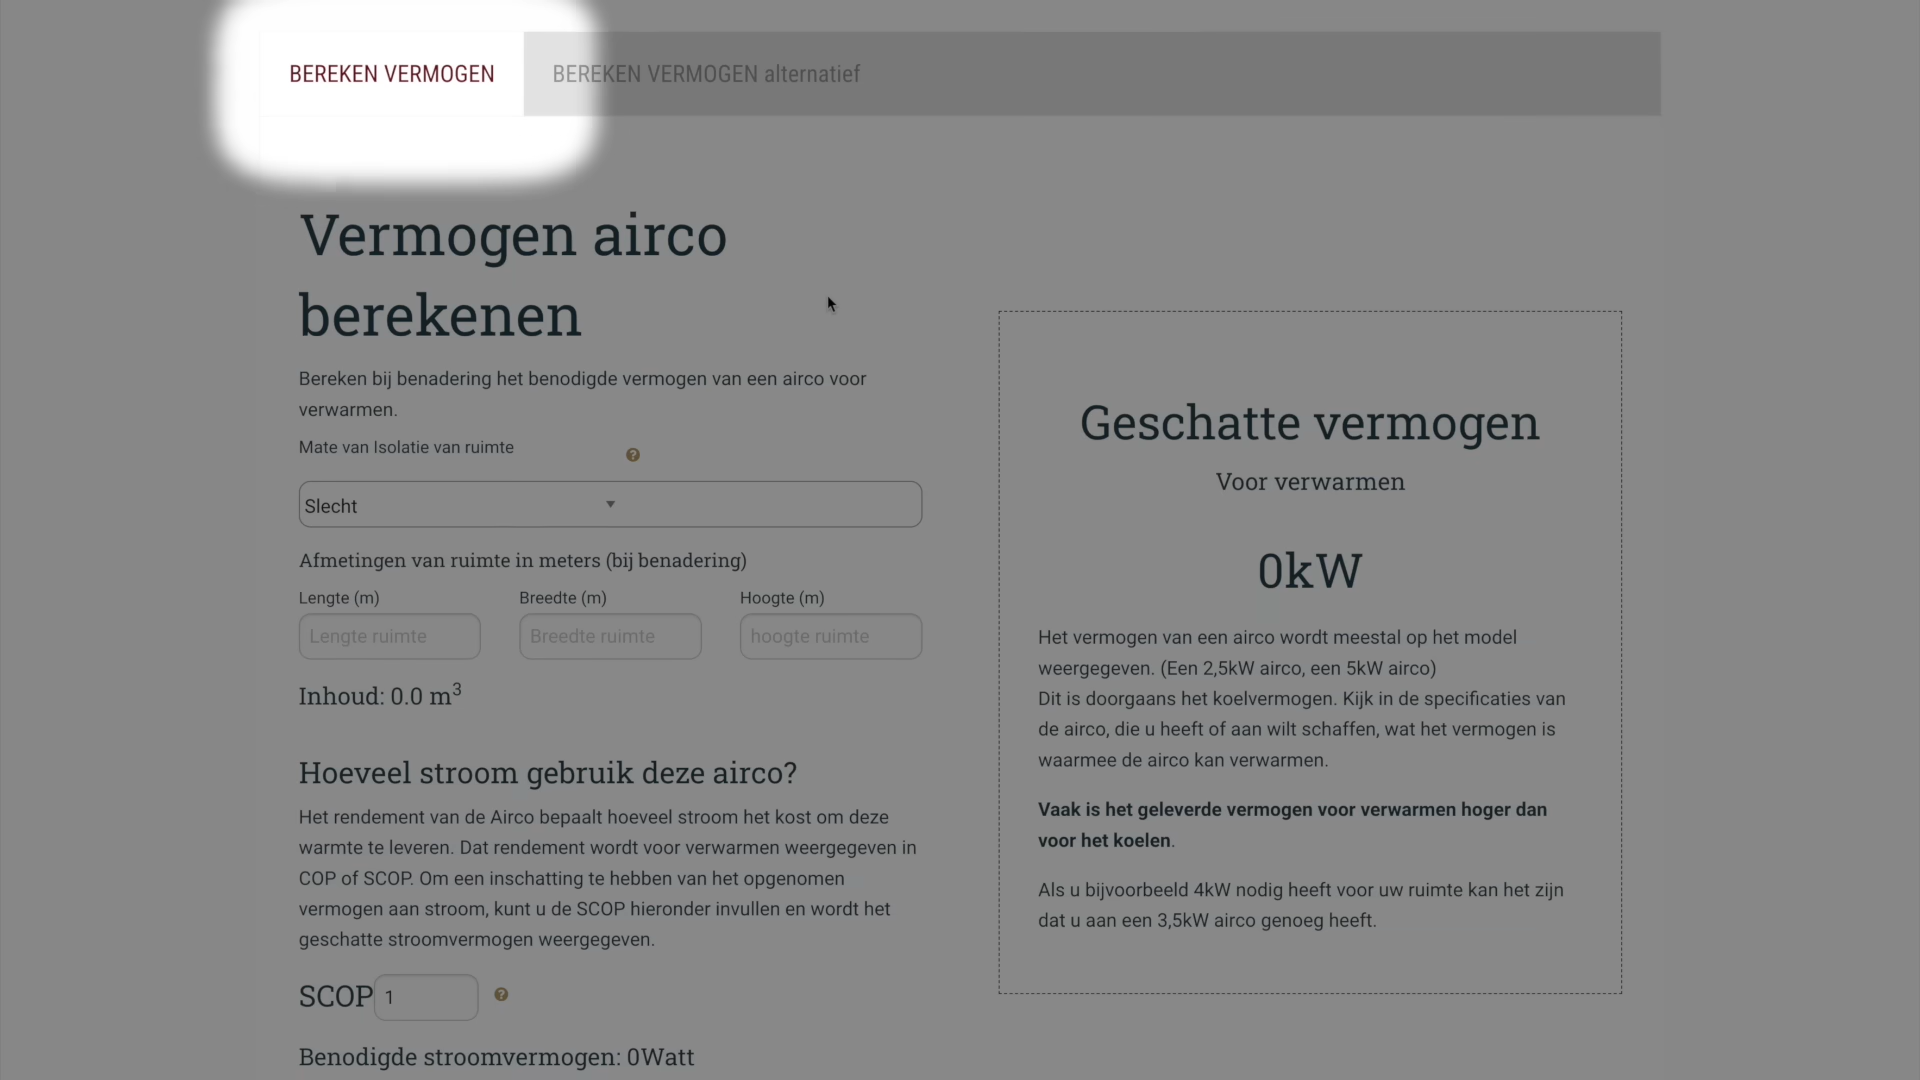 BEREKEN VERMOGEN
BEREKEN VERMOGEN alternatief
Vermogen airco
berekenen
Bereken bij benadering het benodigde vermogen van een airco voor
verwarmen.
Mate van Isolatie van ruimte
Slecht
Afmetingen van ruimte in meters (bij benadering)
Lengte (m)
Breedte (m)
Hoogte (m)
Lengte ruimte
Breedte ruimte
hoogte ruimte
Inhoud: 0.0 m³
Hoeveel stroom gebruik deze airco?
Het rendement van de Airco bepaalt hoeveel stroom het kost om deze
warmte te leveren. Dat rendement wordt voor verwarmen weergegeven in
COP of SCOP. Om een inschatting te hebben van het opgenomen
vermogen aan stroom, kunt u de SCOP hieronder invullen en wordt het
geschatte stroomvermogen weergegeven.
SCOP 1
Benodigde stroomvermogen: 0Watt
Geschatte vermogen
Voor verwarmen
0kW
Het vermogen van een airco wordt meestal op het model
weergegeven. (Een 2,5kW airco, een 5kW airco)
Dit is doorgaans het koelvermogen. Kijk in de specificaties van
de airco, die u heeft of aan wilt schaffen, wat het vermogen is
waarmee de airco kan verwarmen.
Vaak is het geleverde vermogen voor verwarmen hoger dan
voor het koelen.
Als u bijvoorbeeld 4kW nodig heeft voor uw ruimte kan het zijn
dat u aan een 3,5kW airco genoeg heeft.